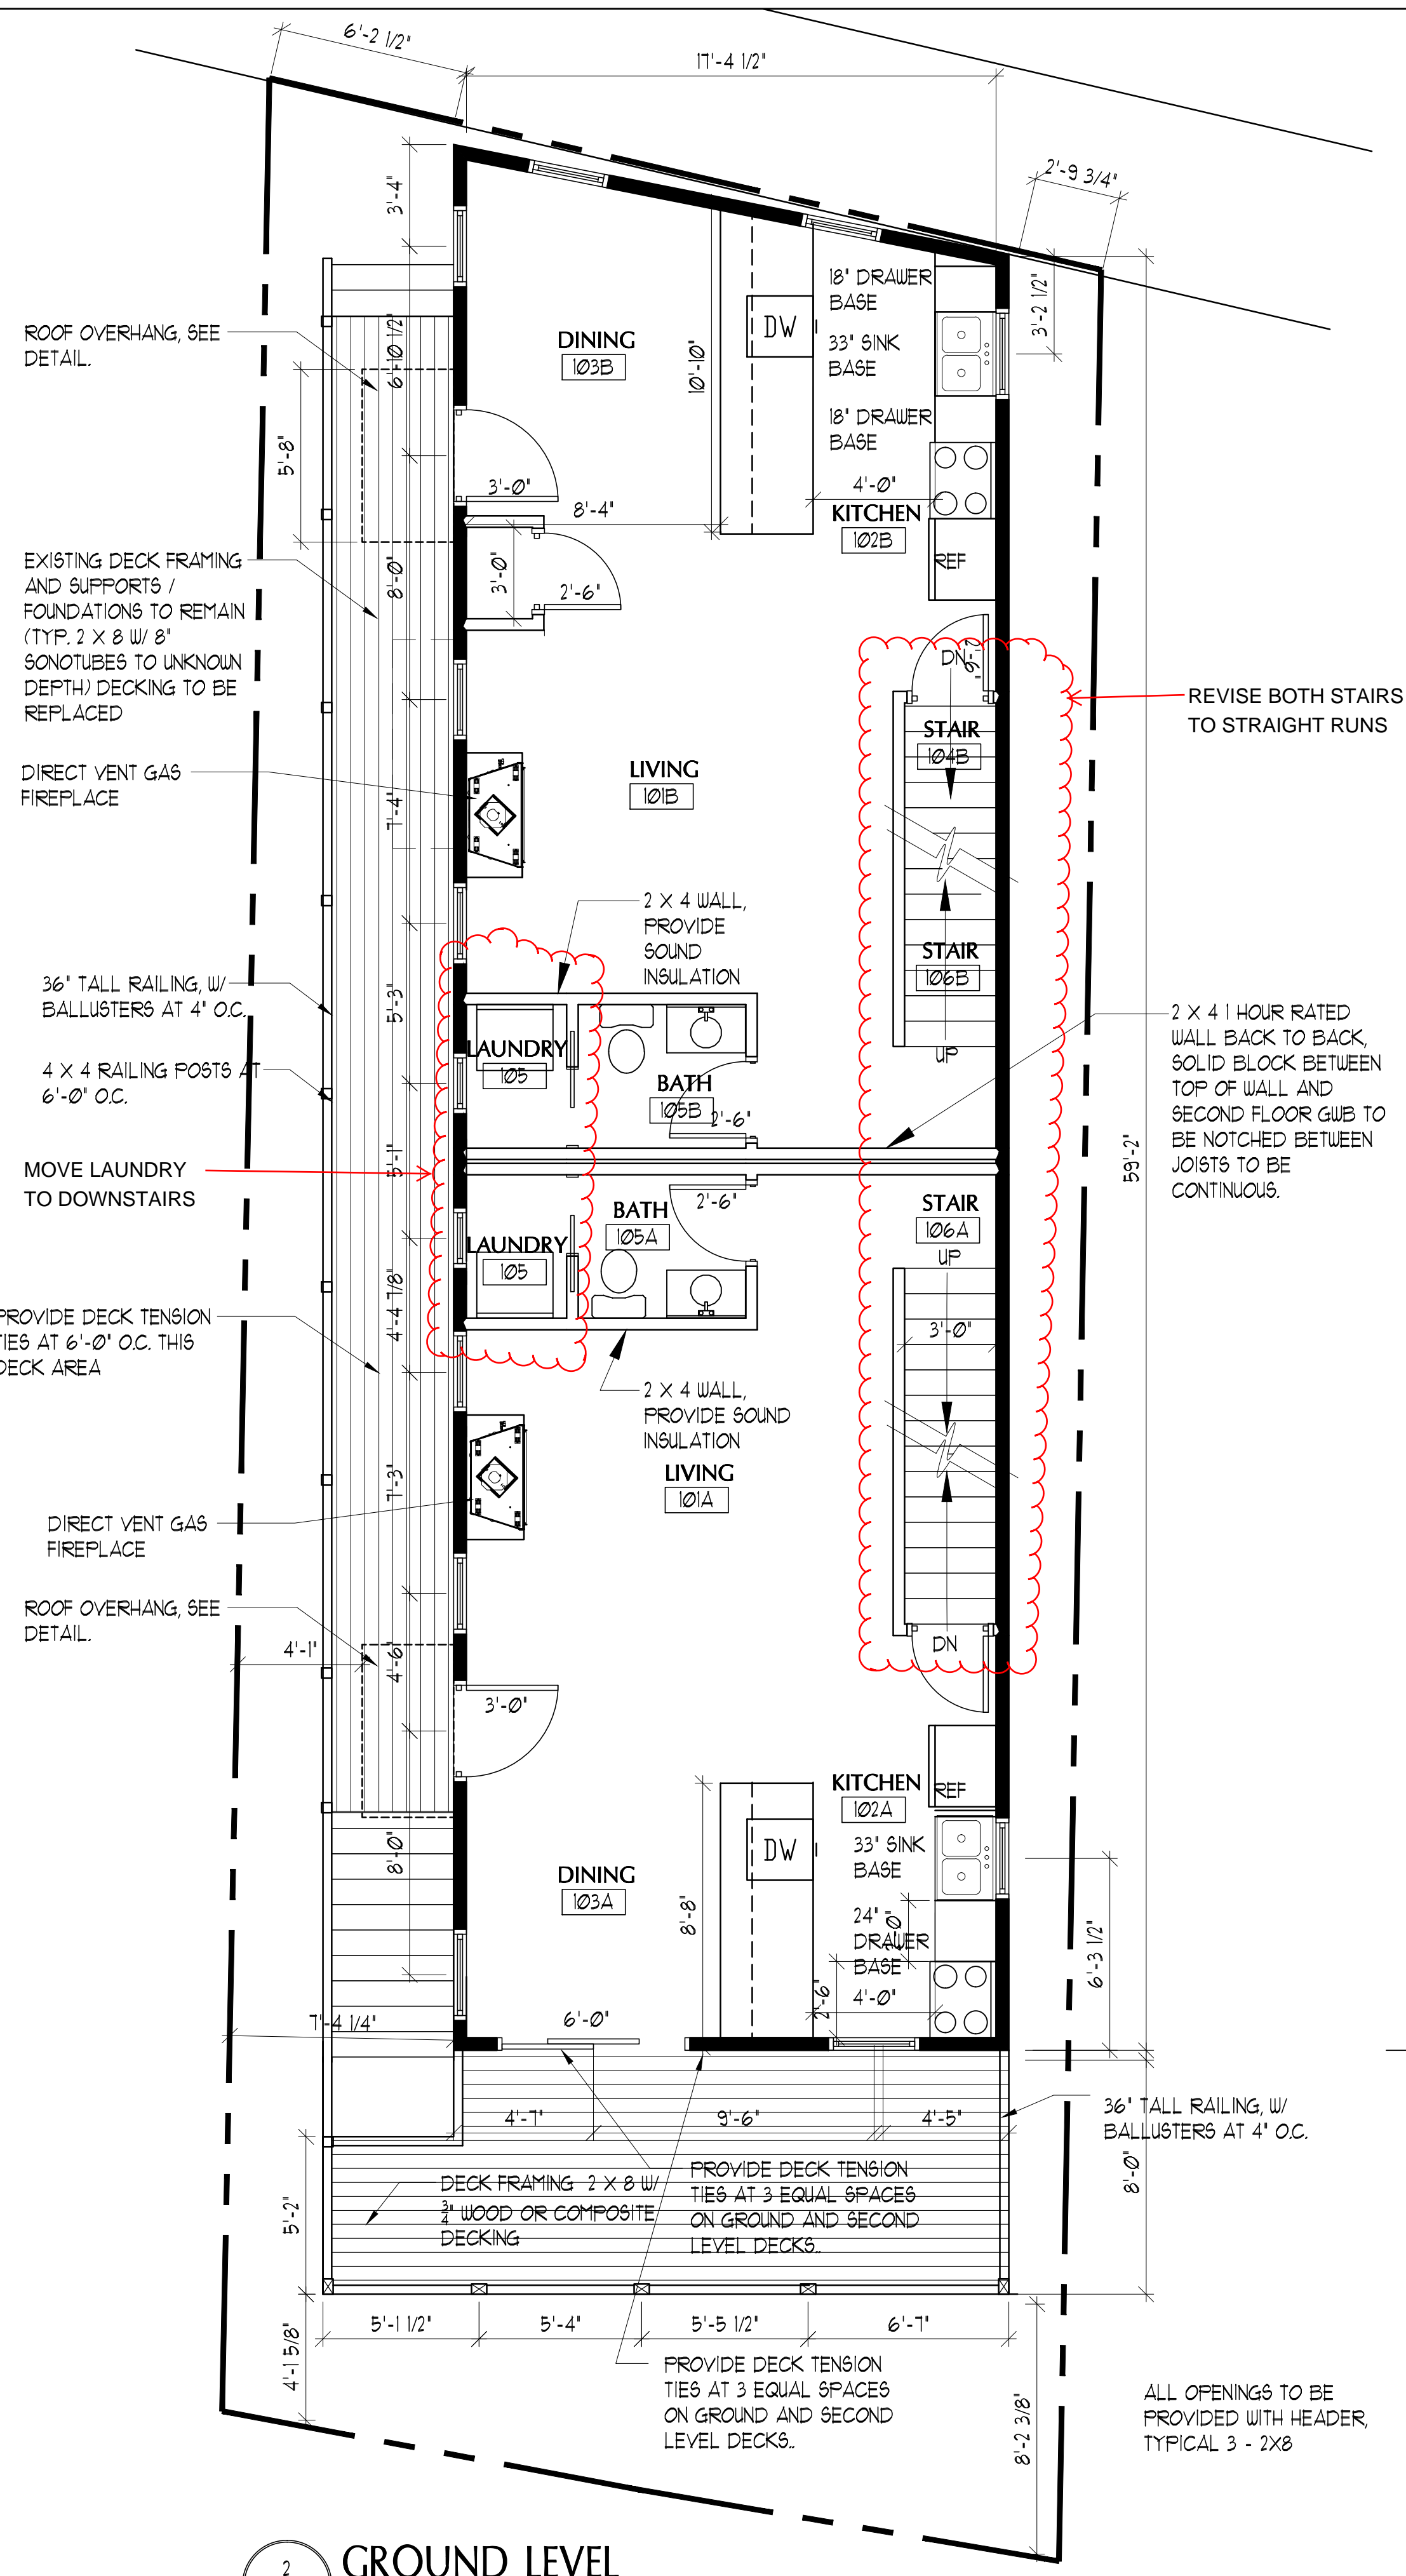 6'-2 1/2"
17'-4 1/2"
2'-9 3/4"
3'-4"
3'-2 1/2"
18" DRAWER
BASE
DW
33" SINK
BASE
18" DRAWER
BASE
DINING
103B
10'-10"
6'-10 1/2"
ROOF OVERHANG, SEE
DETAIL.
5'-8"
3'-0"
8'-4"
4'-0"
KITCHEN
102B
REF
EXISTING DECK FRAMING
AND SUPPORTS /
FOUNDATIONS TO REMAIN
(TYP. 2 X 8 W/ 8"
SONOTUBES TO UNKNOWN
DEPTH) DECKING TO BE
REPLACED
8'-0"
3'-0"
2'-6"
DN
REVISE BOTH STAIRS
TO STRAIGHT RUNS
STAIR
104B
DIRECT VENT GAS
FIREPLACE
7'-4"
LIVING
101B
2 X 4 WALL,
PROVIDE
SOUND
INSULATION
STAIR
106B
UP
36" TALL RAILING, W/
BALLUSTERS AT 4" O.C.
5'-3"
4 X 4 RAILING POSTS AT
6'-0" O.C.
LAUNDRY
105
BATH
105B
2'-6"
2 X 4 1 HOUR RATED
WALL BACK TO BACK,
SOLID BLOCK BETWEEN
TOP OF WALL AND
SECOND FLOOR GWB TO
BE NOTCHED BETWEEN
JOISTS TO BE
CONTINUOUS.
59'-2"
MOVE LAUNDRY
TO DOWNSTAIRS
5'-1"
BATH
105A
2'-6"
LAUNDRY
105
STAIR
106A
UP
3'-0"
PROVIDE DECK TENSION
TIES AT 6'-0" O.C. THIS
DECK AREA
4'-4 7/8"
2 X 4 WALL,
PROVIDE SOUND
INSULATION
LIVING
101A
7'-3"
DIRECT VENT GAS
FIREPLACE
ROOF OVERHANG, SEE
DETAIL.
4'-1"
4'-6"
3'-0"
DN
KITCHEN
102A
REF
DW
33" SINK
BASE
DINING
103A
8'-0"
8'-8"
24"
DRAWER
BASE
2'-6"
4'-0"
6'-3 1/2"
7'-4 1/4"
6'-0"
4'-7"
9'-6"
4'-5"
36" TALL RAILING, W/
BALLUSTERS AT 4" O.C.
8'-0"
DECK FRAMING 2 X 8 W/
3/4" WOOD OR COMPOSITE
DECKING
PROVIDE DECK TENSION
TIES AT 3 EQUAL SPACES
ON GROUND AND SECOND
LEVEL DECKS..
5'-2"
5'-1 1/2"
5'-4"
5'-5 1/2"
6'-7"
4'-1 5/8"
PROVIDE DECK TENSION
TIES AT 3 EQUAL SPACES
ON GROUND AND SECOND
LEVEL DECKS..
8'-2 3/8"
ALL OPENINGS TO BE
PROVIDED WITH HEADER,
TYPICAL 3 - 2X8
2
GROUND LEVEL